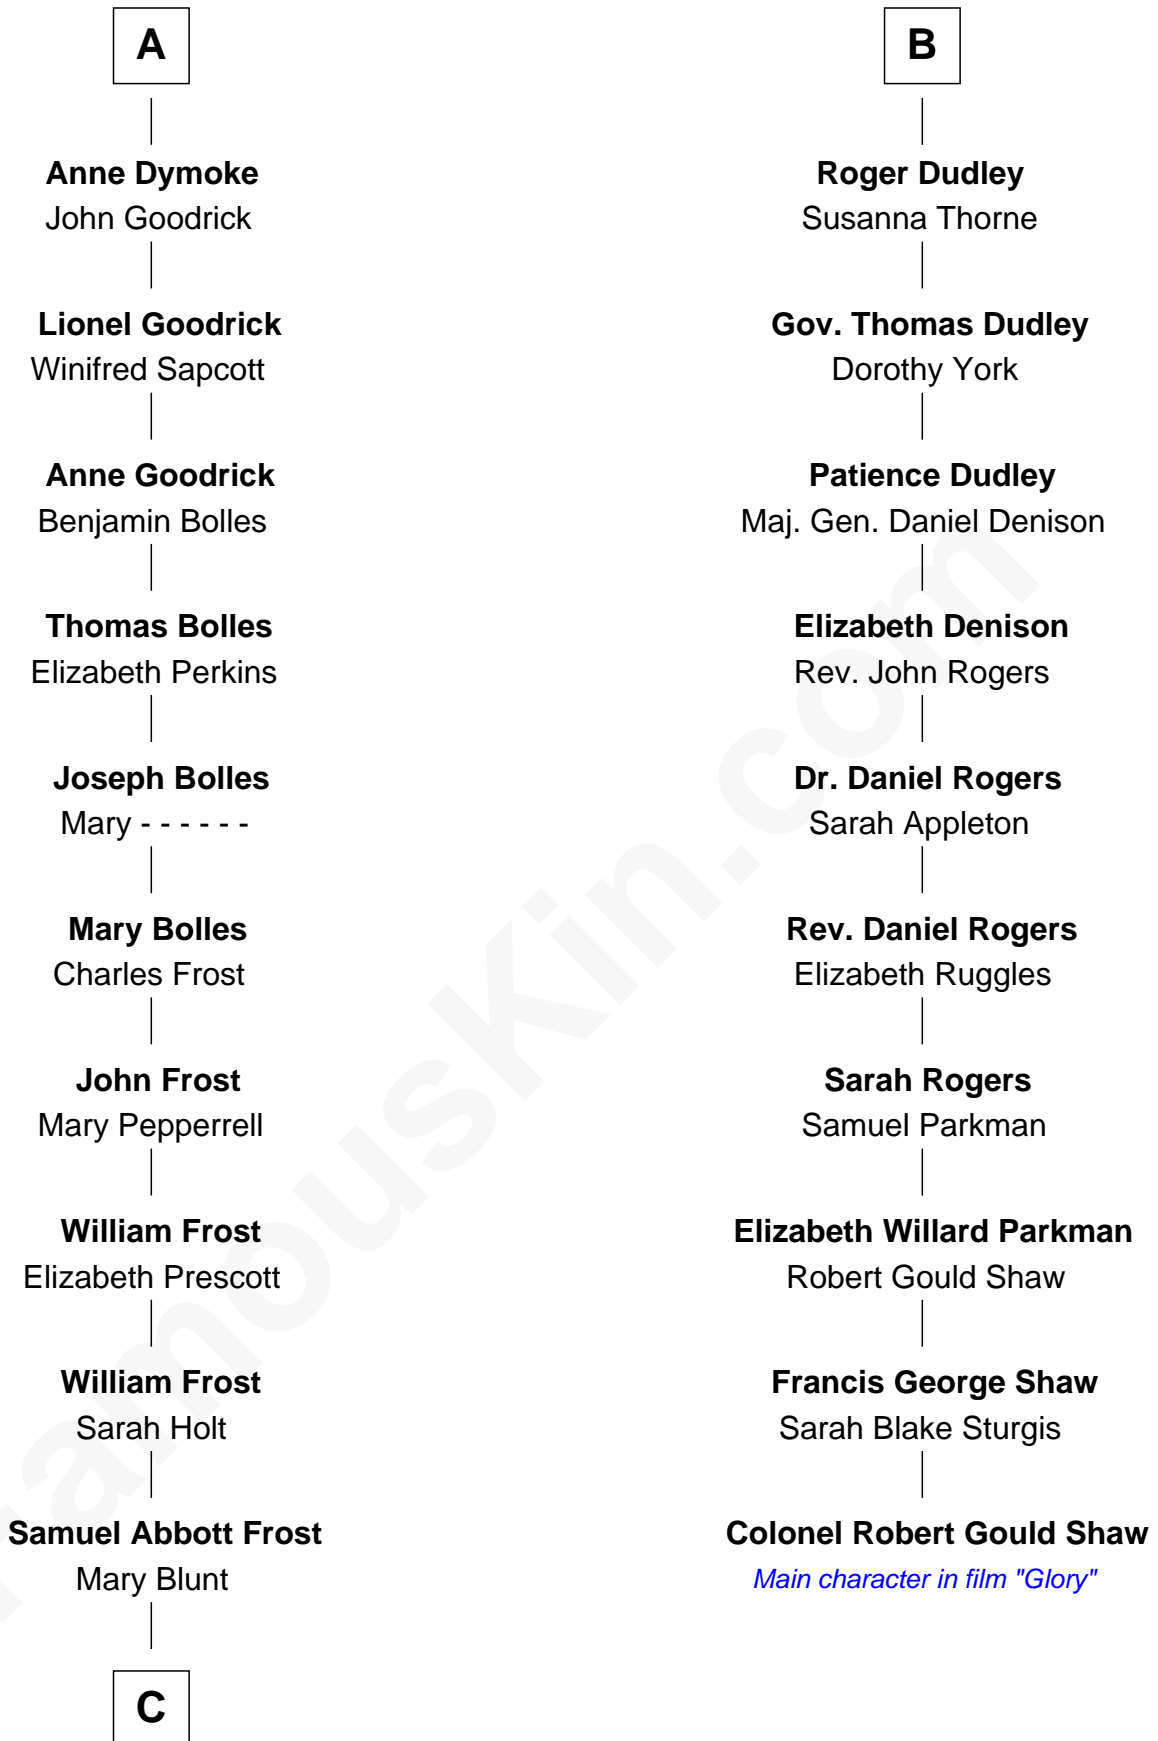 A
Anne Dymoke
John Goodrick
Lionel Goodrick
Winifred Sapcott
Anne Goodrick
Benjamin Bolles
Thomas Bolles
Elizabeth Perkins
Joseph Bolles
Mary - - - - - -
Mary Bolles
Charles Frost
John Frost
Mary Pepperrell
William Frost
Elizabeth Prescott
William Frost
Sarah Holt
Samuel Abbott Frost
Mary Blunt
C
B
Roger Dudley
Susanna Thorne
Gov. Thomas Dudley
Dorothy York
Patience Dudley
Maj. Gen. Daniel Denison
Elizabeth Denison
Rev. John Rogers
Dr. Daniel Rogers
Sarah Appleton
Rev. Daniel Rogers
Elizabeth Ruggles
Sarah Rogers
Samuel Parkman
Elizabeth Willard Parkman
Robert Gould Shaw
Francis George Shaw
Sarah Blake Sturgis
Colonel Robert Gould Shaw
Main character in film "Glory"
FamousKin.com